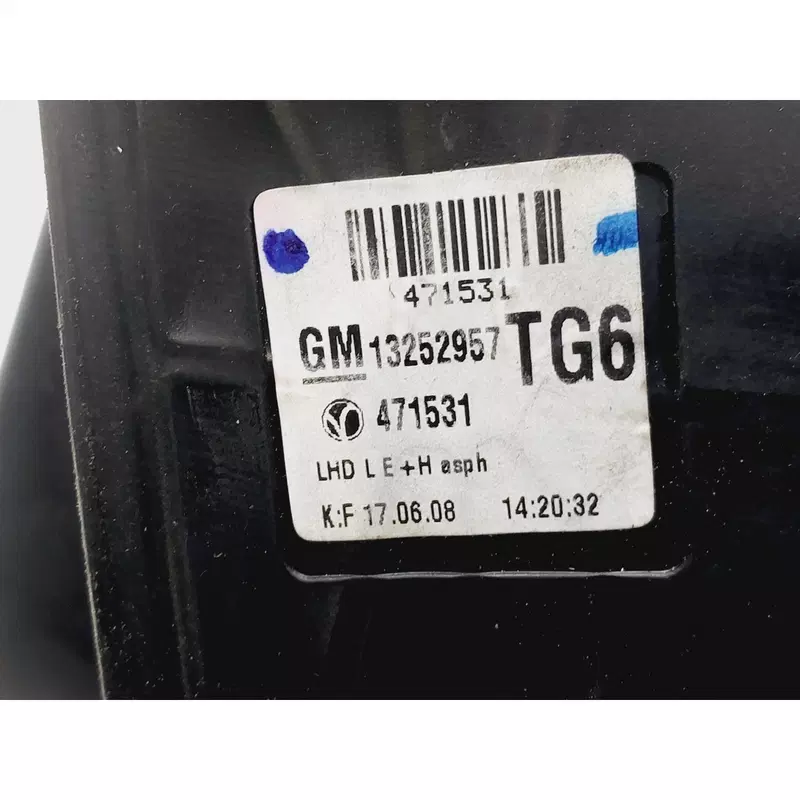 471531
GM 13252957 TG6
471531
LHD L E+H asph
K:F 17.06.08 14:20:32